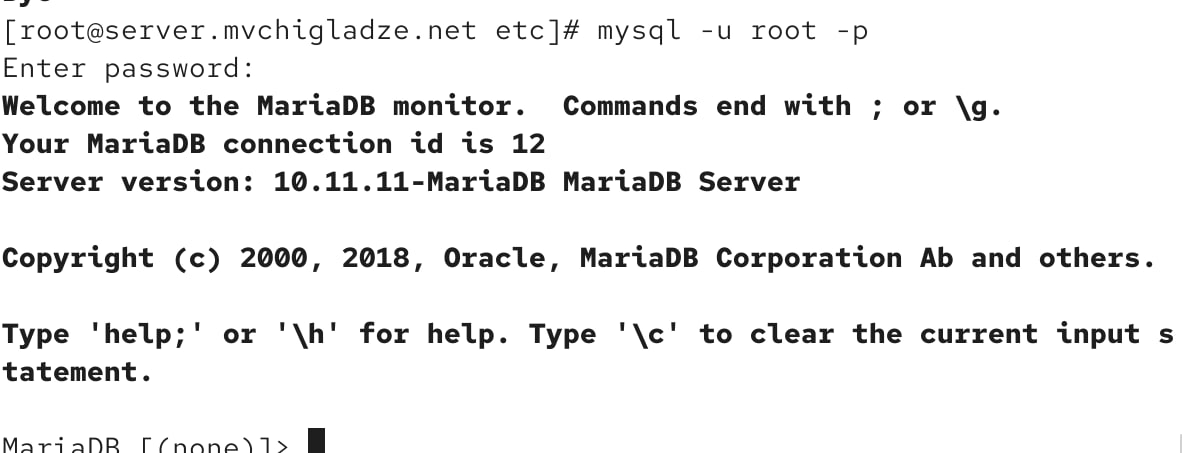 [root@server.mvchigladze.net etc]# mysql -u root -p
Enter password:
Welcome to the MariaDB monitor.  Commands end with ; or \g.
Your MariaDB connection id is 12
Server version: 10.11.11-MariaDB MariaDB Server
Copyright (c) 2000, 2018, Oracle, MariaDB Corporation Ab and others.
Type 'help;' or '\h' for help. Type '\c' to clear the current input s
tatement.
MariaDB [(none)]>